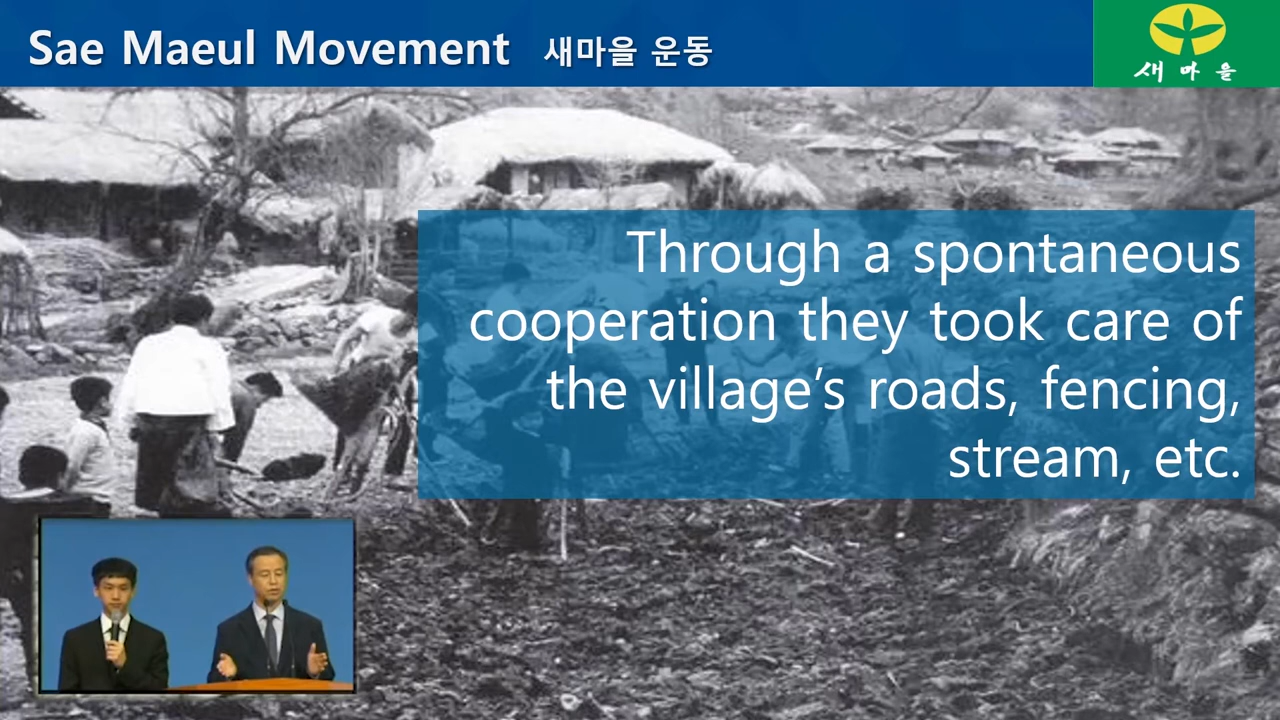 Sae Maeul Movement 새마을 운동
새마을
Through a spontaneous
cooperation they took care of
the village’s roads, fencing,
stream, etc.